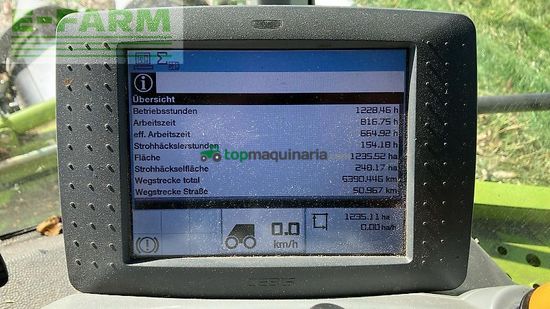 E-FARM
Übersicht
Betriebsstunden 1228.46 h
Arbeitszeit 816.75 h
eff. Arbeitszeit 664.92 h
Strohhäckslerstunden 154.18 h
Fläche 1235.52 ha
topmaquinaria
Strohhäckselfläche 248.17 ha
Wegstrecke total 6390.446 km
Wegstrecke Straße 50.967 km
0.0 1235.11 ha
km/h 0.00 ha/h